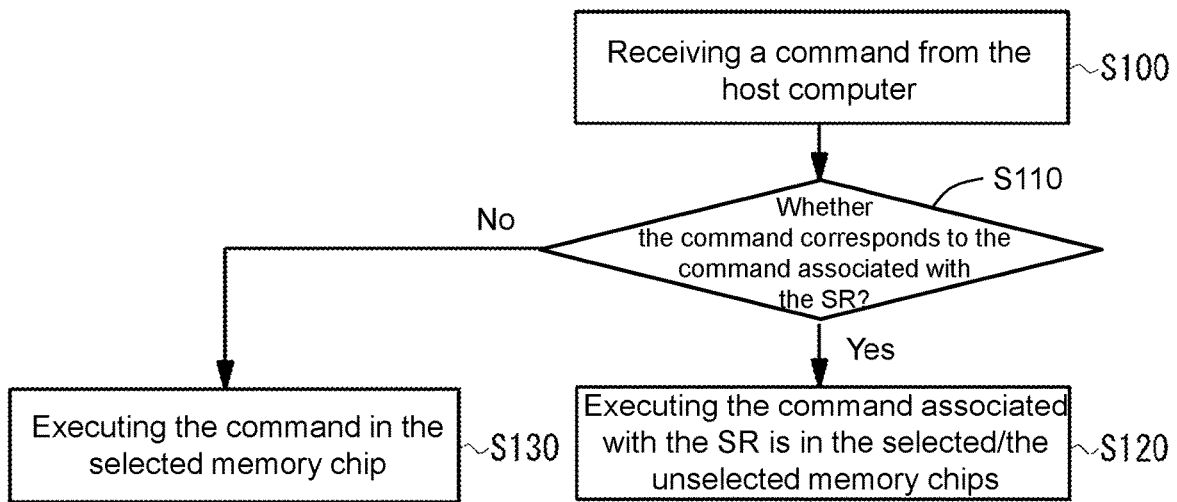 Receiving a command from the
host computer
S100
S110
Whether
the command corresponds to the
command associated with
the SR?
No
Yes
Executing the command in the
selected memory chip
S130
Executing the command associated
with the SR is in the selected/the
unselected memory chips
S120